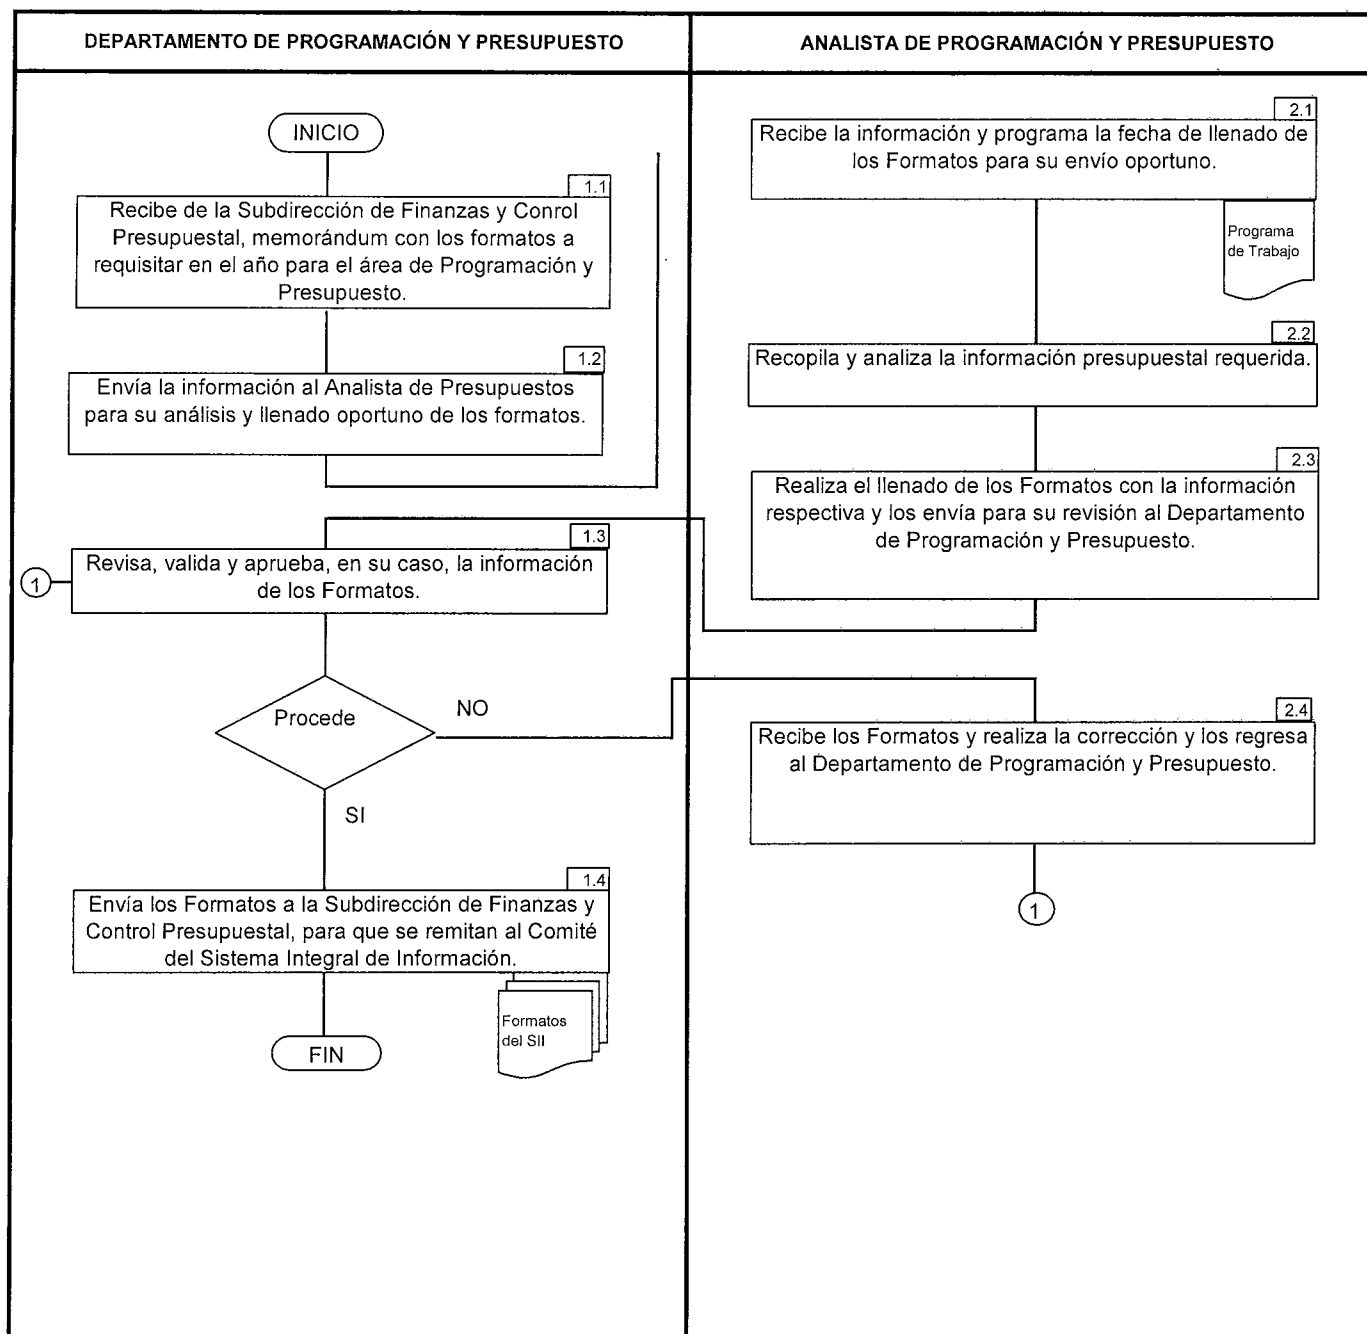 DEPARTAMENTO DE PROGRAMACIÓN Y PRESUPUESTO
ANALISTA DE PROGRAMACIÓN Y PRESUPUESTO
INICIO
1.1
Recibe de la Subdirección de Finanzas y Conrol
Presupuestal, memorándum con los formatos a
requisitar en el año para el área de Programación y
Presupuesto.
1.2
Envía la información al Analista de Presupuestos
para su análisis y llenado oportuno de los formatos.
2.1
Recibe la información y programa la fecha de llenado de
los Formatos para su envío oportuno.
Programa
de Trabajo
2.2
Recopila y analiza la información presupuestal requerida.
2.3
Realiza el llenado de los Formatos con la información
respectiva y los envía para su revisión al Departamento
de Programación y Presupuesto.
1.3
Revisa, valida y aprueba, en su caso, la información
de los Formatos.
1
Procede
NO
SI
2.4
Recibe los Formatos y realiza la corrección y los regresa
al Departamento de Programación y Presupuesto.
1
1.4
Envía los Formatos a la Subdirección de Finanzas y
Control Presupuestal, para que se remitan al Comité
del Sistema Integral de Información.
Formatos
del SII
FIN